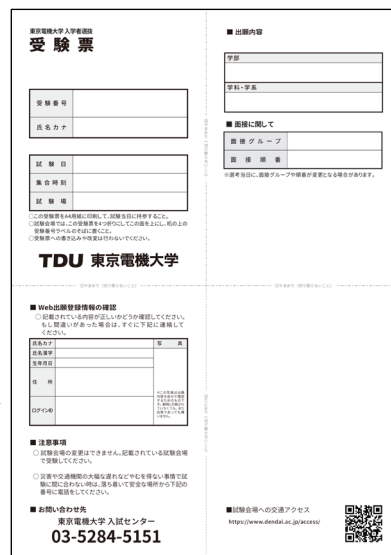 東京電機大学 入学者選抜
受験票
受験番号
氏名カナ
試験日
集合時刻
試験場
○この受験票をA4用紙に印刷して、試験当日に持参すること。
○試験会場では、この受験票を4つ折りにしてこの面を上にし、机の上の
受験番号ラベルのそばに置くこと。
○受験票への書き込みや改変は行わないでください。
TDU 東京電機大学
■ 出願内容
学部
学科・学系
■ 面接に関して
面接グループ
面接順番
※選考当日に、面接グループや順番が変更となる場合があります。
■ Web出願登録情報の確認
○ 記載されている内容が正しいかどうか確認してください。
もし間違いがあった場合は、すぐに下記に連絡して
ください。
氏名カナ
写真
氏名漢字
生年月日
住所
ログインID
■ 注意事項
○ 試験会場の変更はできません。記載されている試験会場
で受験してください。
○ 災害や交通機関の大幅な遅れなどやむを得ない事情で試
験に間に合わない時は、落ち着いて安全な場所から下記の
番号に電話をしてください。
■ お問い合わせ先
東京電機大学 入試センター
03-5284-5151
■試験会場への交通アクセス
https://www.dendai.ac.jp/access/